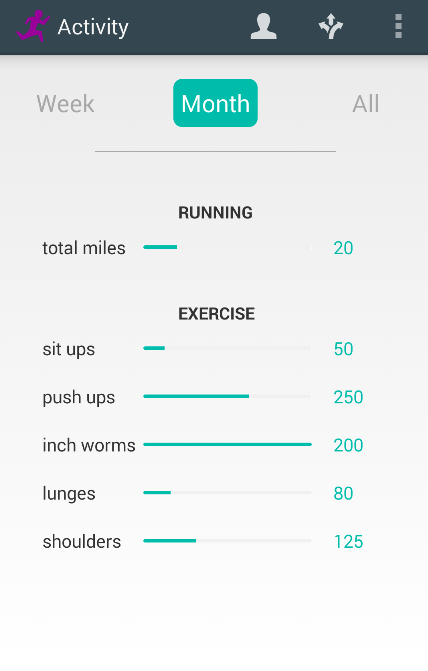 Activity
Week Month All
RUNNING
total miles 20
EXERCISE
sit ups 50
push ups 250
inch worms 200
lunges 80
shoulders 125